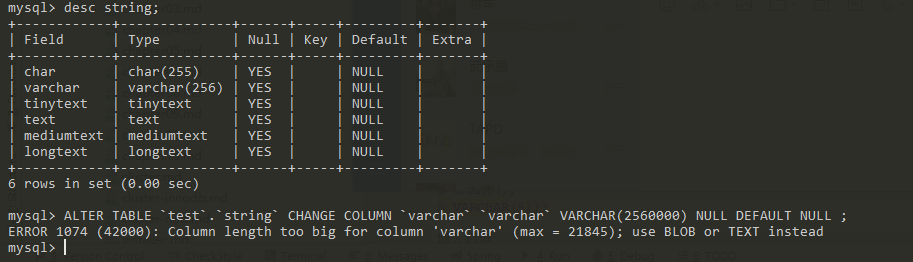 mysql> desc string;
+------------+--------------+------+-----+---------+-------+
| Field      | Type         | Null | Key | Default | Extra |
+------------+--------------+------+-----+---------+-------+
| char       | char(255)    | YES  |     | NULL    |       |
| varchar    | varchar(256) | YES  |     | NULL    |       |
| tinytext   | tinytext     | YES  |     | NULL    |       |
| text       | text         | YES  |     | NULL    |       |
| mediumtext | mediumtext   | YES  |     | NULL    |       |
| longtext   | longtext     | YES  |     | NULL    |       |
+------------+--------------+------+-----+---------+-------+
6 rows in set (0.00 sec)
mysql> ALTER TABLE `test`.`string` CHANGE COLUMN `varchar` `varchar` VARCHAR(2560000) NULL DEFAULT NULL ;
ERROR 1074 (42000): Column length too big for column 'varchar' (max = 21845); use BLOB or TEXT instead
mysql>